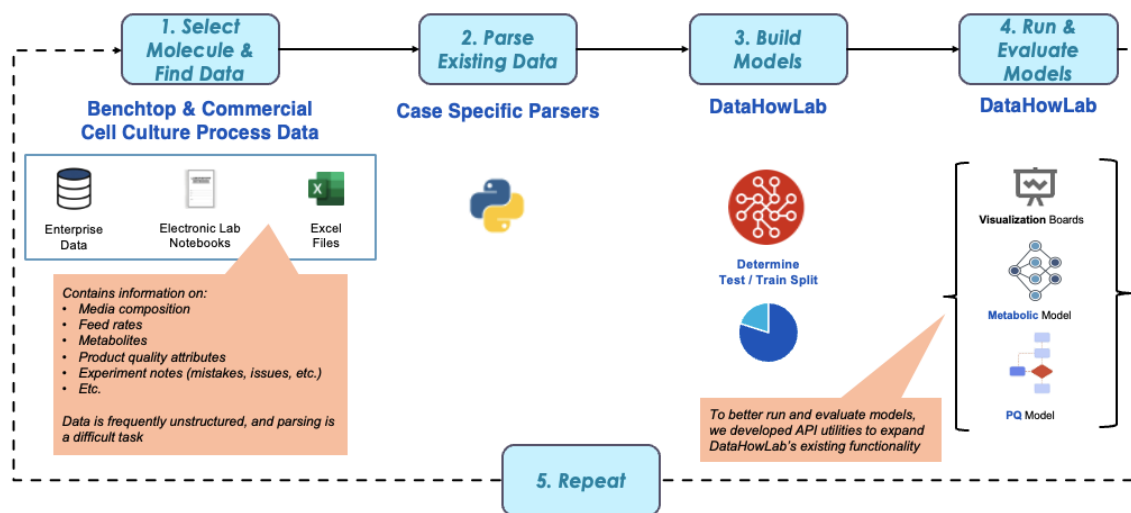 1. Select
Molecule &
Find Data
2. Parse
Existing Data
3. Build
Models
4. Run &
Evaluate
Models
Benchtop & Commercial
Cell Culture Process Data
Case Specific Parsers
DataHowLab
DataHowLab
Enterprise
Data
Electronic Lab
Notebooks
Excel
Files
Contains information on:
• Media composition
• Feed rates
• Metabolites
• Product quality attributes
• Experiment notes (mistakes, issues, etc.)
• Etc.
Data is frequently unstructured, and parsing is
a difficult task
Determine
Test / Train Split
Visualization Boards
Metabolic Model
PQ Model
To better run and evaluate models,
we developed API utilities to expand
DataHowLab's existing functionality
5. Repeat